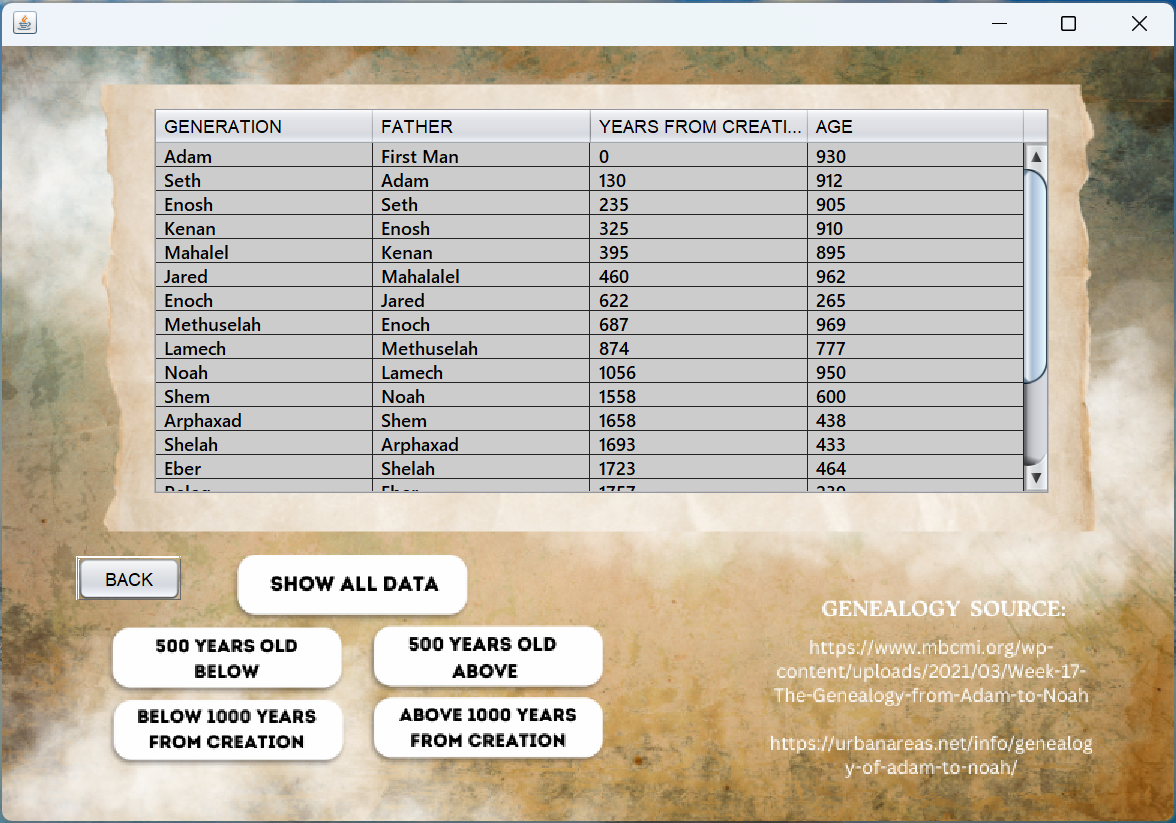 GENERATION FATHER YEARS FROM CREATI... AGE
Adam First Man 0 930
Seth Adam 130 912
Enosh Seth 235 905
Kenan Enosh 325 910
Mahalel Kenan 395 895
Jared Mahalalel 460 962
Enoch Jared 622 265
Methuselah Enoch 687 969
Lamech Methuselah 874 777
Noah Lamech 1056 950
Shem Noah 1558 600
Arphaxad Shem 1658 438
Shelah Arphaxad 1693 433
Eber Shelah 1723 464
BACK
SHOW ALL DATA
500 YEARS OLD
BELOW
500 YEARS OLD
ABOVE
BELOW 1000 YEARS
FROM CREATION
ABOVE 1000 YEARS
FROM CREATION
GENEALOGY SOURCE:
https://www.mbcmi.org/wp-
content/uploads/2021/03/Week-17-
The-Genealogy-from-Adam-to-Noah
https://urbanareas.net/info/genealog
y-of-adam-to-noah/